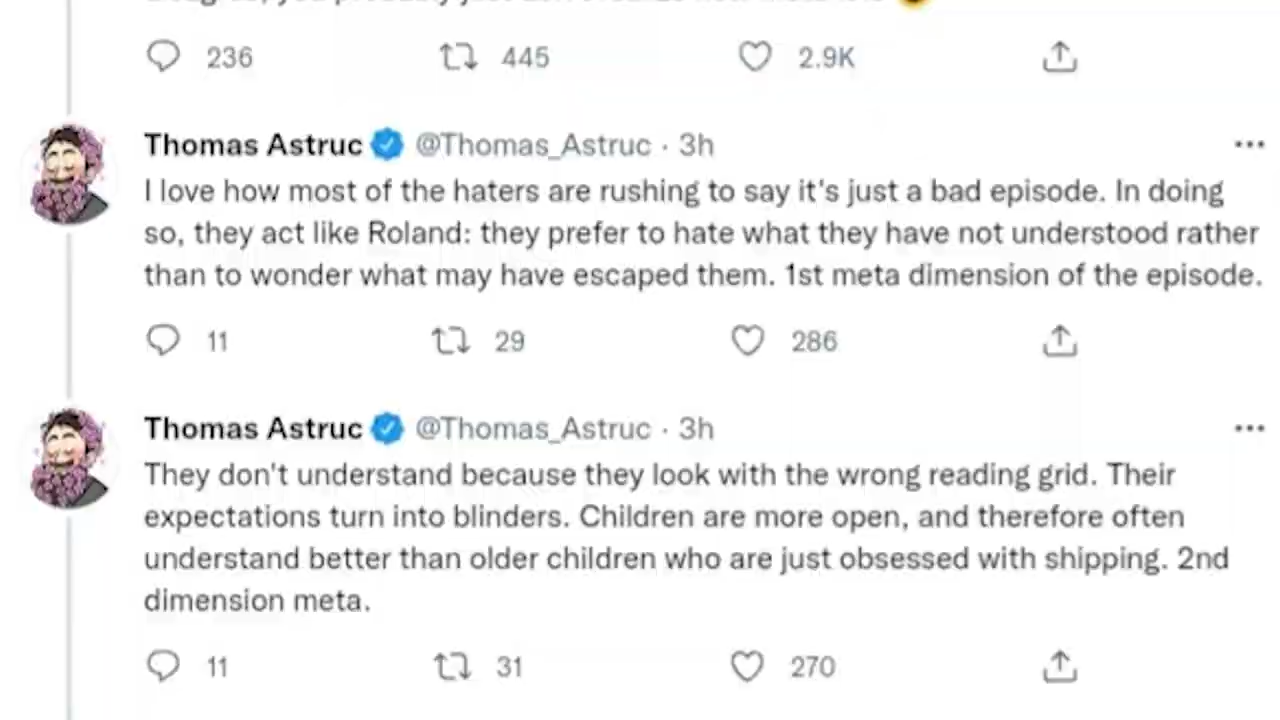 236 445 2.9K
Thomas Astruc @Thomas_Astruc · 3h
I love how most of the haters are rushing to say it's just a bad episode. In doing
so, they act like Roland: they prefer to hate what they have not understood rather
than to wonder what may have escaped them. 1st meta dimension of the episode.
11 29 286
Thomas Astruc @Thomas_Astruc · 3h
They don't understand because they look with the wrong reading grid. Their
expectations turn into blinders. Children are more open, and therefore often
understand better than older children who are just obsessed with shipping. 2nd
dimension meta.
11 31 270